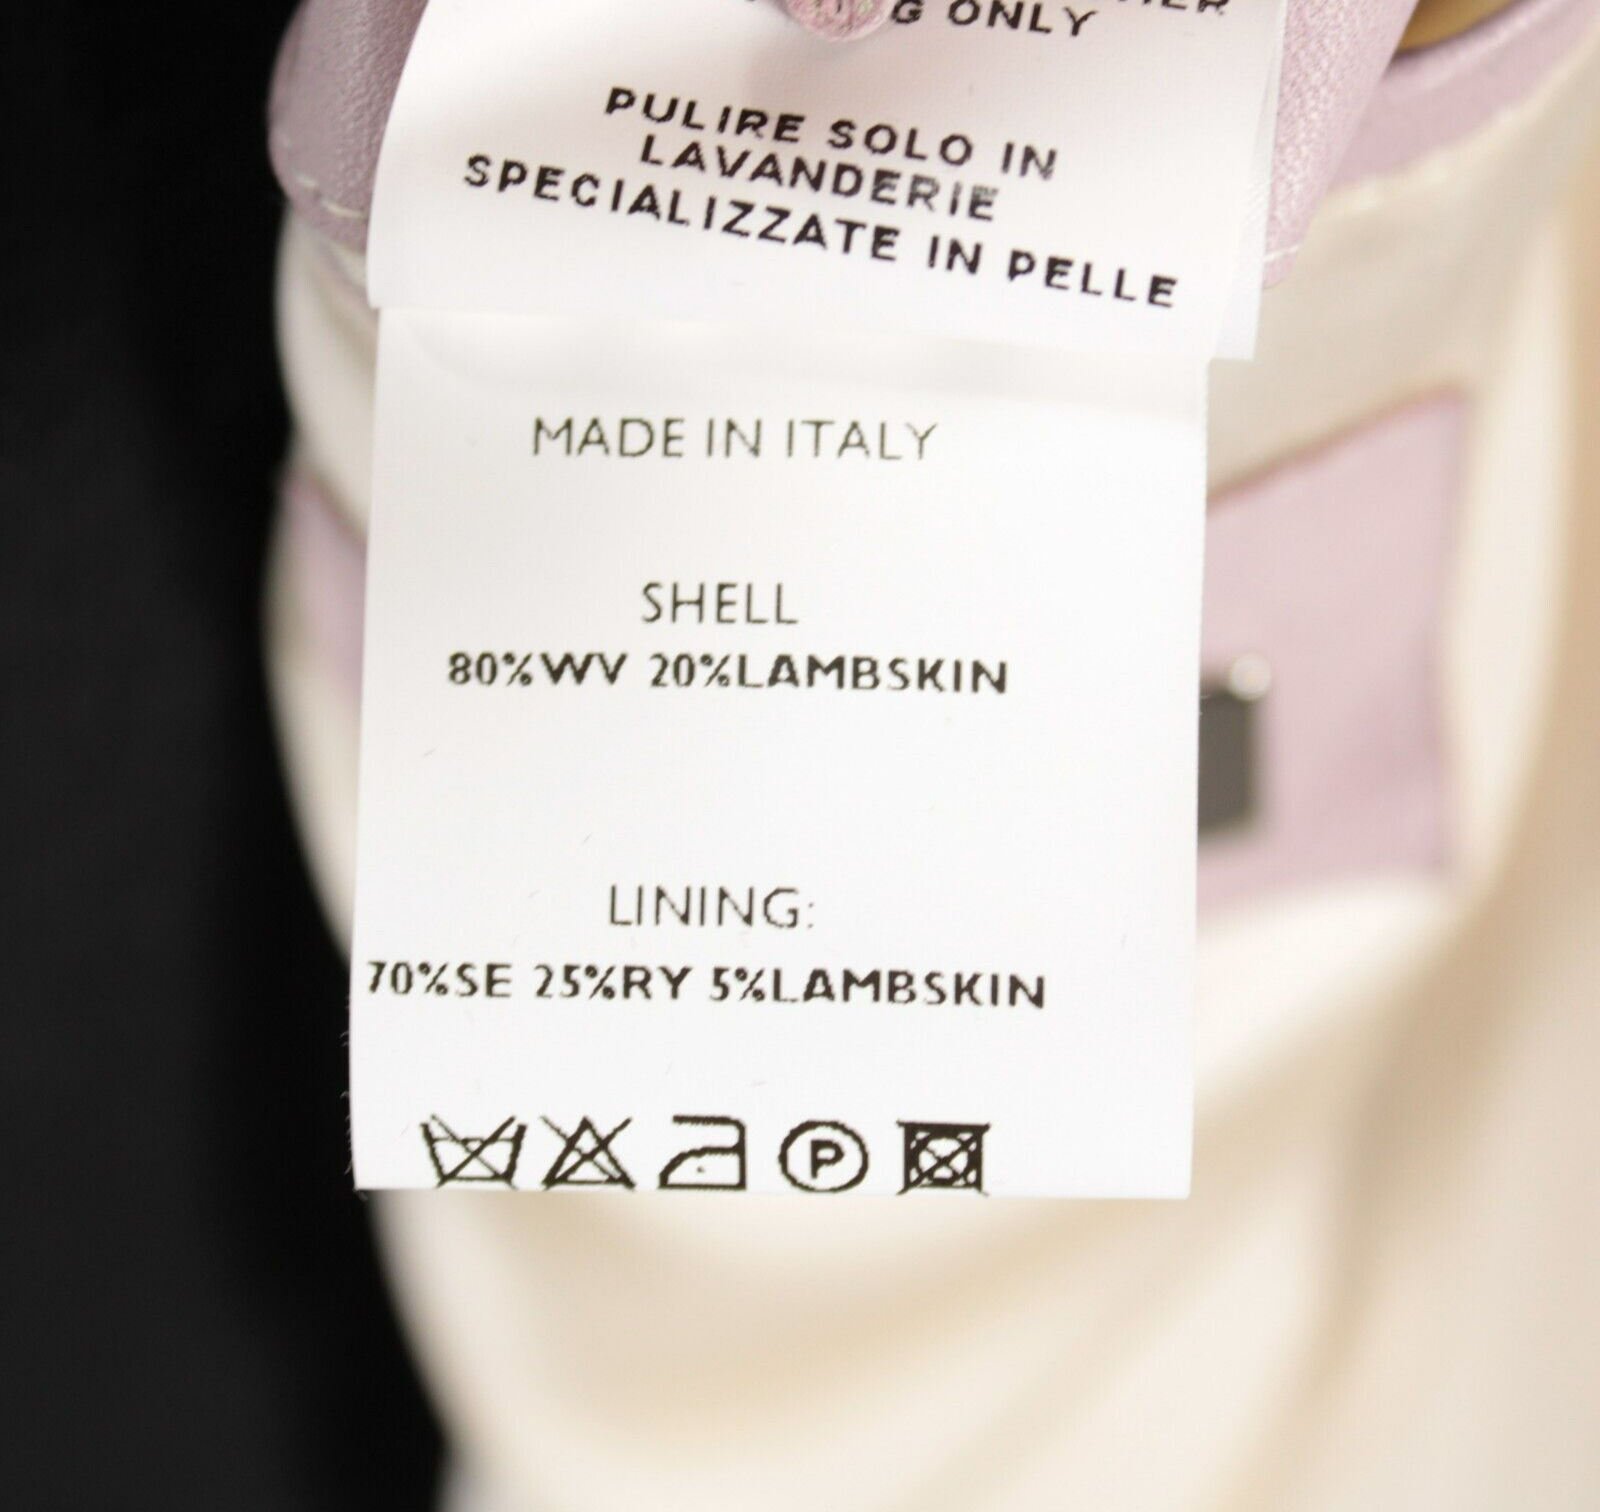 G ONLY
PULIRE SOLO IN
LAVANDERIE
SPECIALIZZATE IN PELLE
MADE IN ITALY
SHELL
80%WV 20%LAMBSKIN
LINING:
70%SE 25%RY 5%LAMBSKIN
P